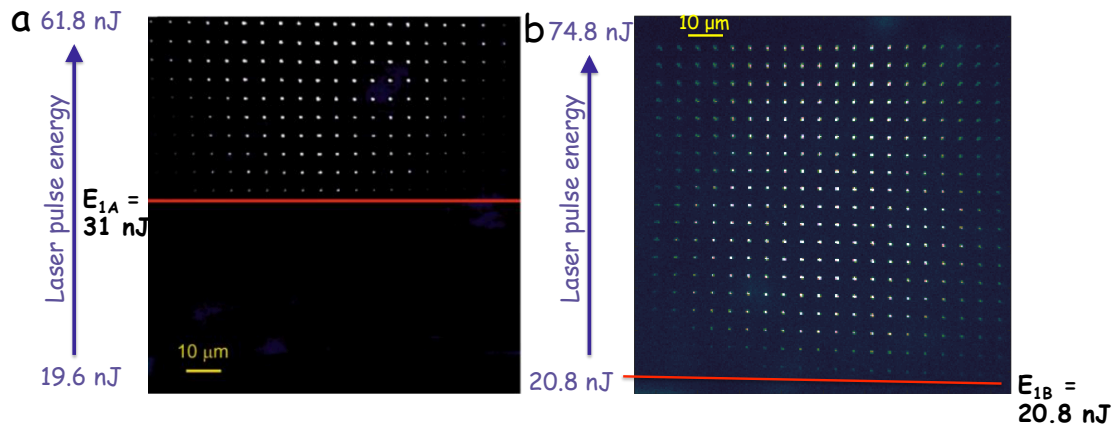 a
61.8 nJ
Laser pulse energy
E1A =
31 nJ
19.6 nJ
10 μm
b
74.8 nJ
Laser pulse energy
20.8 nJ
10 μm
E1B =
20.8 nJ